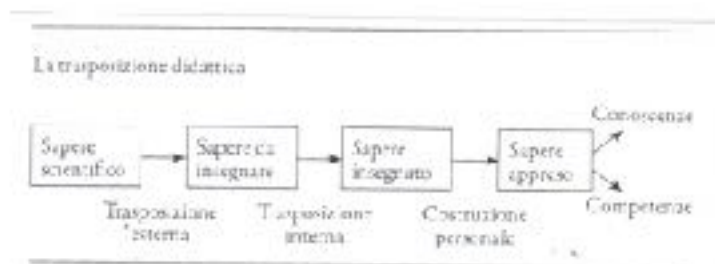 La trasposizione didattica
Conoscenze
Sapere
scientifico
Sapere da
insegnare
Sapere
insegnato
Sapere
appreso
Competenze
Trasposizione
esterna
Trasposizione
interna
Costruzione
personale